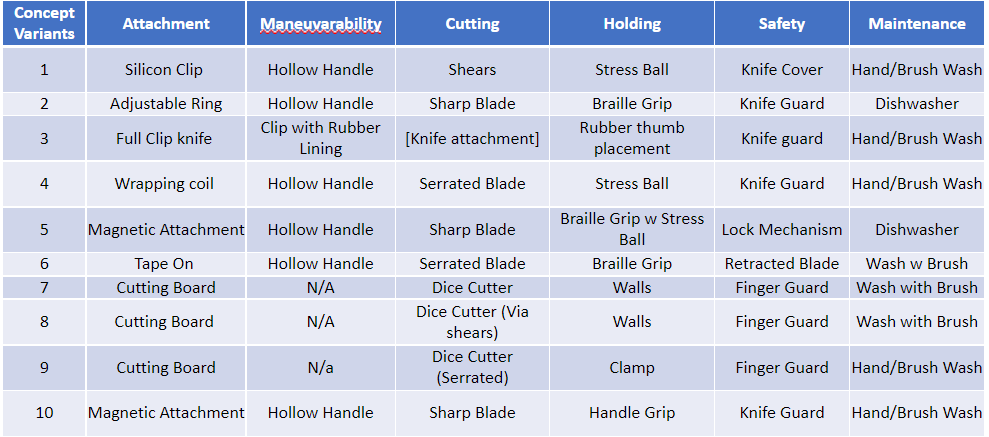 Concept Variants Attachment Maneuvarability Cutting Holding Safety Maintenance
1 Silicon Clip Hollow Handle Shears Stress Ball Knife Cover Hand/Brush Wash
2 Adjustable Ring Hollow Handle Sharp Blade Braille Grip Knife Guard Dishwasher
3 Full Clip knife Clip with Rubber Lining [Knife attachment] Rubber thumb placement Knife guard Hand/Brush Wash
4 Wrapping coil Hollow Handle Serrated Blade Stress Ball Knife Guard Hand/Brush Wash
5 Magnetic Attachment Hollow Handle Sharp Blade Braille Grip w Stress Ball Lock Mechanism Dishwasher
6 Tape On Hollow Handle Serrated Blade Braille Grip Retracted Blade Wash w Brush
7 Cutting Board N/A Dice Cutter Walls Finger Guard Wash with Brush
8 Cutting Board N/A Dice Cutter (Via shears) Walls Finger Guard Wash with Brush
9 Cutting Board N/a Dice Cutter (Serrated) Clamp Finger Guard Hand/Brush Wash
10 Magnetic Attachment Hollow Handle Sharp Blade Handle Grip Knife Guard Hand/Brush Wash